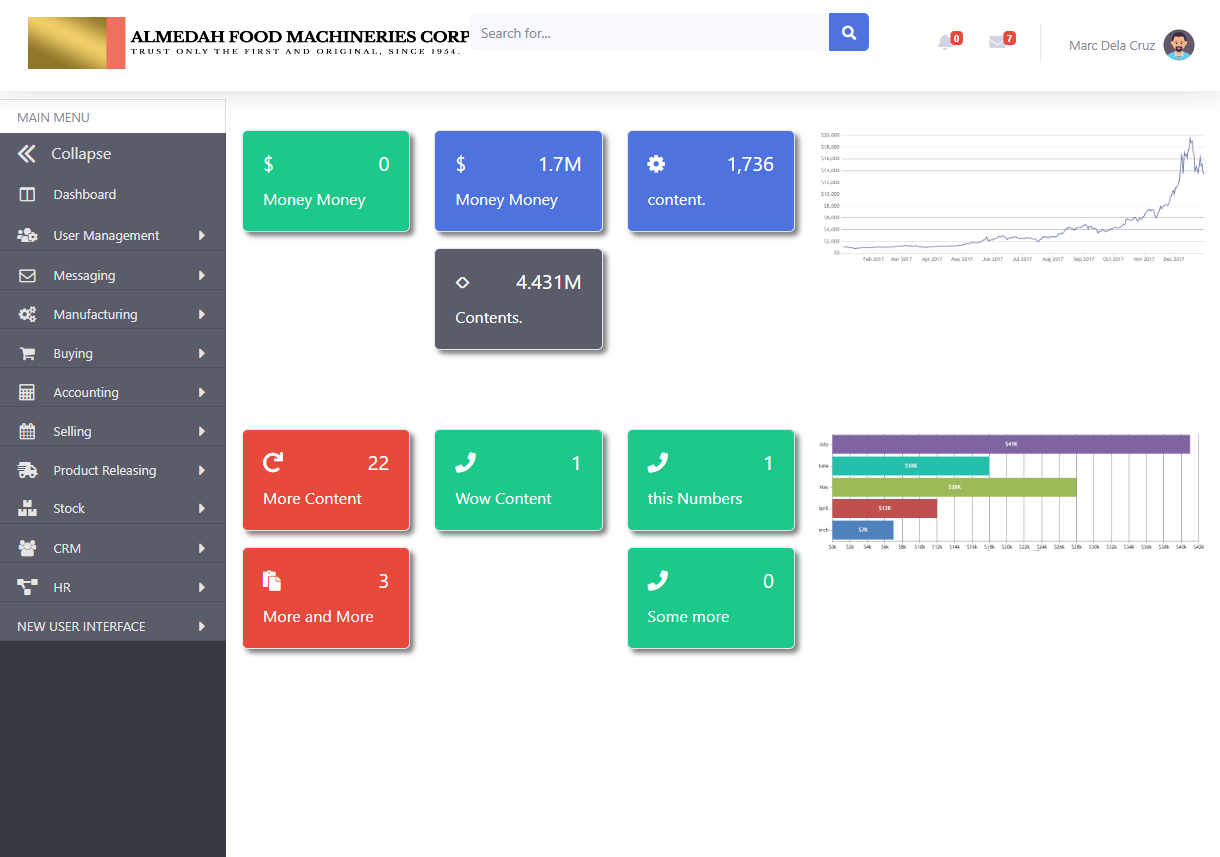 ALMEDAH FOOD MACHINERIES CORP
TRUST ONLY THE FIRST AND ORIGINAL, SINCE 1954.
Search for...
0
7
Marc Dela Cruz
MAIN MENU
Collapse
Dashboard
User Management
Messaging
Manufacturing
Buying
Accounting
Selling
Product Releasing
Stock
CRM
HR
NEW USER INTERFACE
$ 0
Money Money
$ 1.7M
Money Money
1,736
content.
4.431M
Contents.
$20,000
$18,000
$16,000
$14,000
$12,000
$10,000
$8,000
$6,000
$4,000
$2,000
$0
Feb 2017 Mar 2017 Apr 2017 May 2017 Jun 2017 Jul 2017 Aug 2017 Sep 2017 Oct 2017 Nov 2017 Dec 2017
22
More Content
1
Wow Content
1
this Numbers
3
More and More
0
Some more
July $41K
June $18K
May $28K
April $12K
arch $7K
$0k $2k $4k $6k $8k $10k $12k $14k $16k $18k $20k $22k $24k $26k $28k $30k $32k $34k $36k $38k $40k $42k